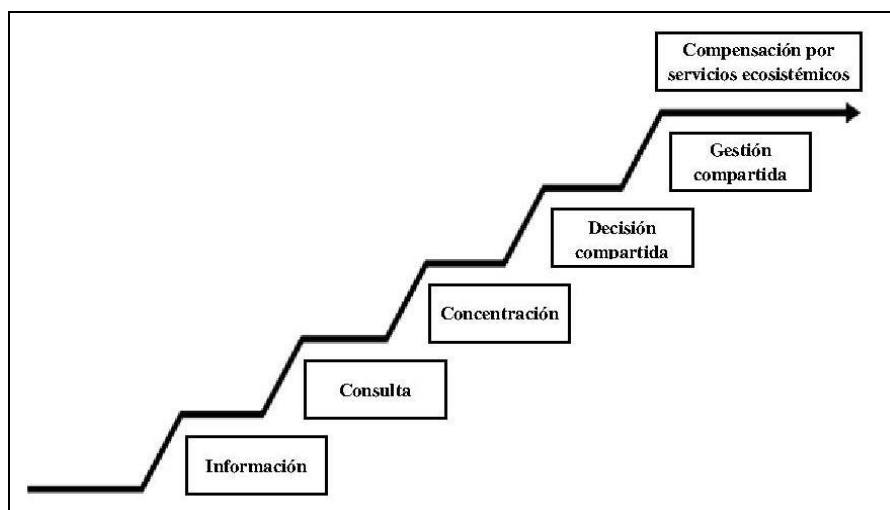 Compensación por
servicios ecosistémicos
Gestión
compartida
Decisión
compartida
Concentración
Consulta
Información